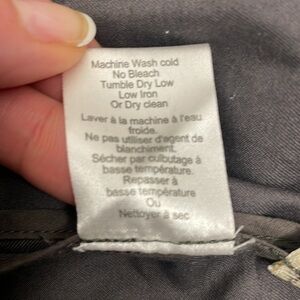 Machine Wash cold
No Bleach
Tumble Dry Low
Low Iron
Or Dry clean
Laver à la machine à l'eau
froide.
Ne pas utiliser d'agent de
blanchiment.
Sécher par culbutage à
basse température.
Repasser à
basse température
Ou
Nettoyer à sec